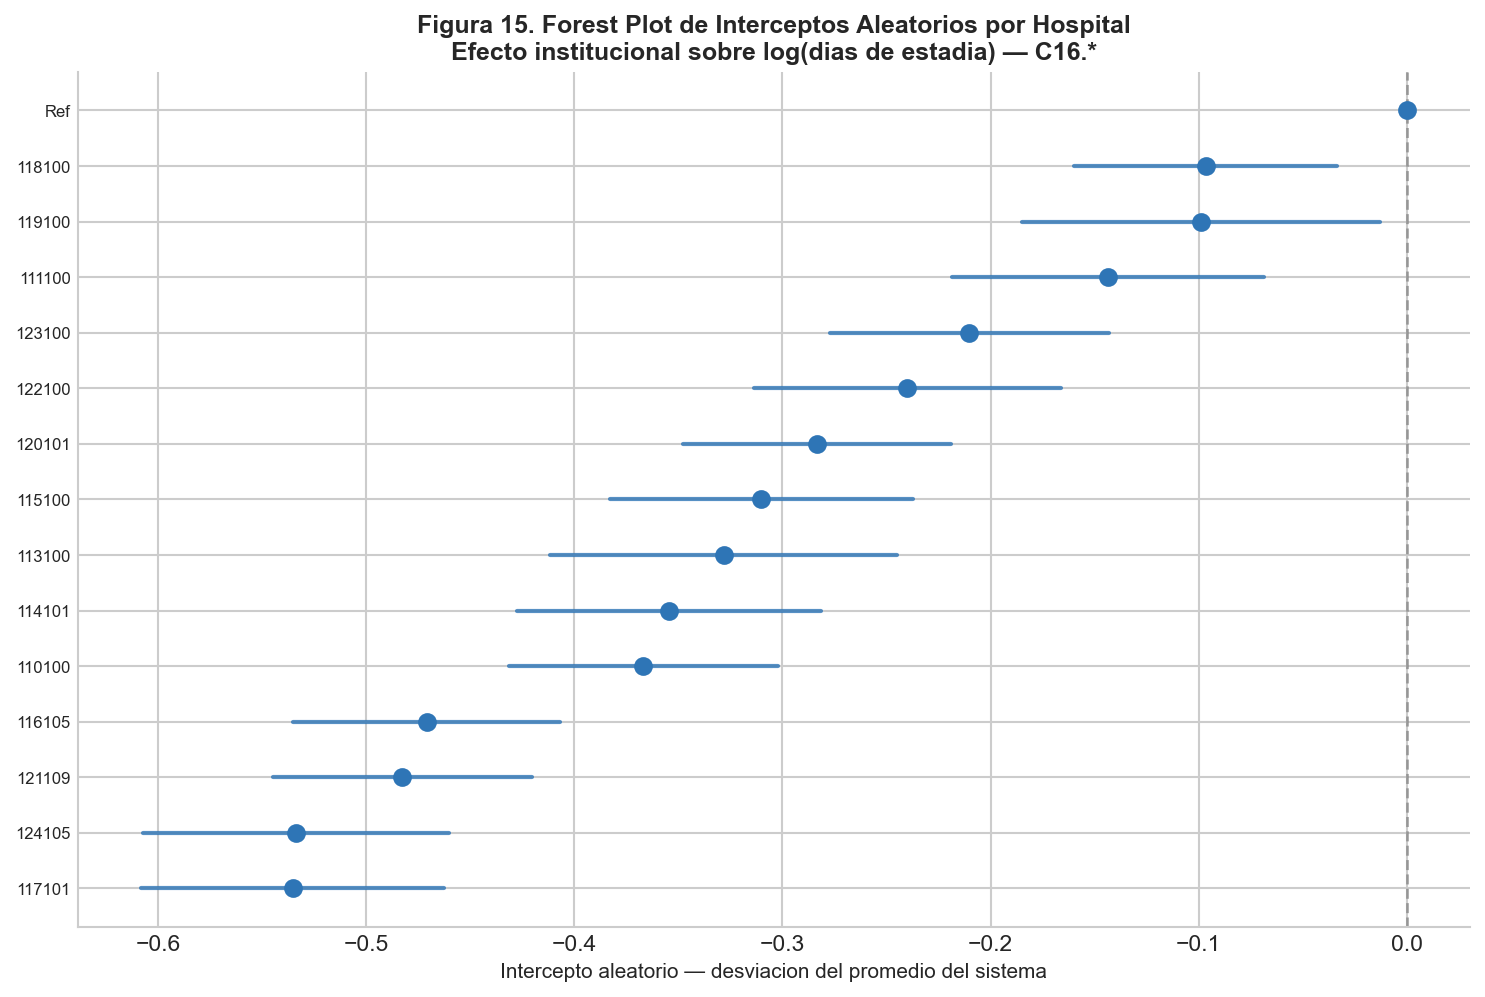 Figura 15. Forest Plot de Interceptos Aleatorios por Hospital
Efecto institucional sobre log(dias de estadia) — C16.*
Ref
118100
119100
111100
123100
122100
120101
115100
113100
114101
110100
116105
121109
124105
117101
−0.6 −0.5 −0.4 −0.3 −0.2 −0.1 0.0
Intercepto aleatorio — desviacion del promedio del sistema